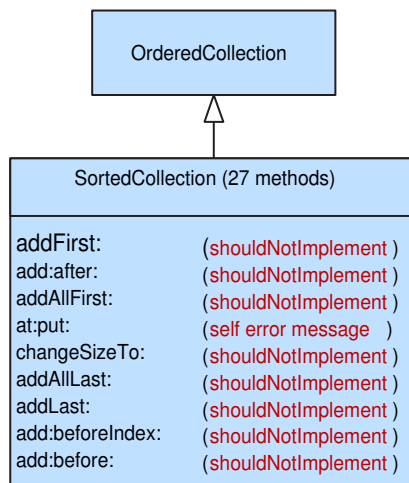 OrderedCollection
SortedCollection (27 methods)
addFirst: (shouldNotImplement )
add:after: (shouldNotImplement )
addAllFirst: (shouldNotImplement )
at:put: (self error message )
changeSizeTo: (shouldNotImplement )
addAllLast: (shouldNotImplement )
addLast: (shouldNotImplement )
add:beforeIndex: (shouldNotImplement )
add:before: (shouldNotImplement )